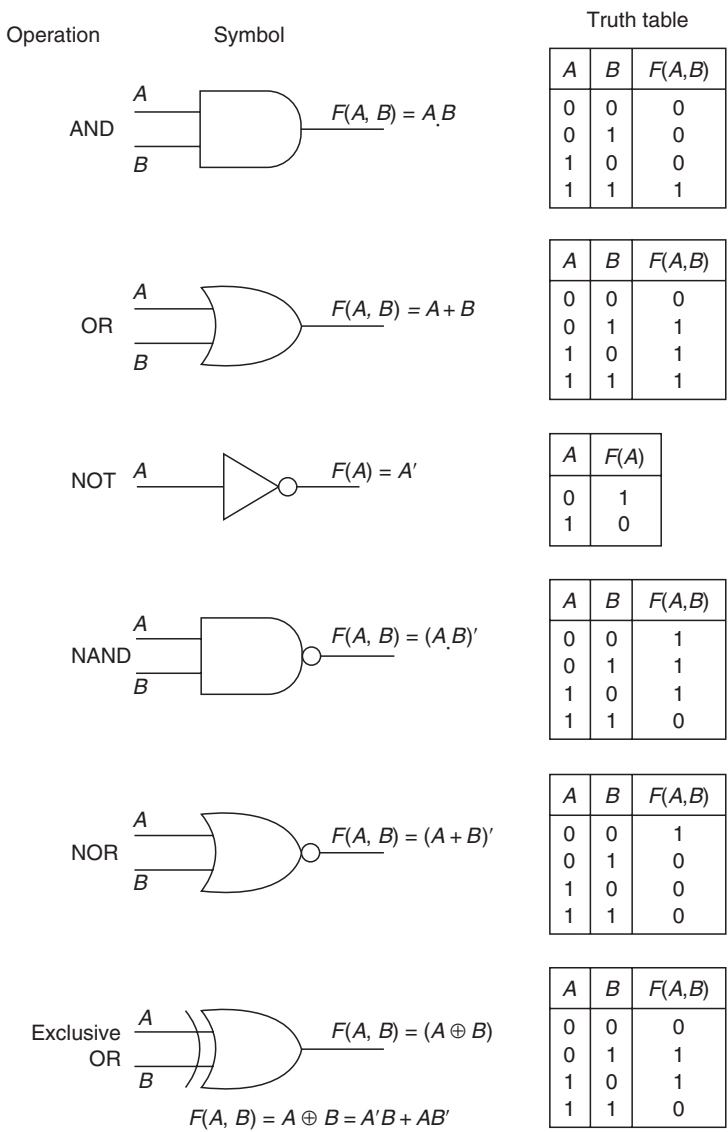 Operation Symbol Truth table
AND
A
B
F(A, B) = A.B
A B F(A,B)
0 0 0
0 1 0
1 0 0
1 1 1
OR
A
B
F(A, B) = A + B
A B F(A,B)
0 0 0
0 1 1
1 0 1
1 1 1
NOT A F(A) = A′
A F(A)
0 1
1 0
NAND
A
B
F(A, B) = (A.B)′
A B F(A,B)
0 0 1
0 1 1
1 0 1
1 1 0
NOR
A
B
F(A, B) = (A + B)′
A B F(A,B)
0 0 1
0 1 0
1 0 0
1 1 0
Exclusive
OR
A
B
F(A, B) = (A ⊕ B)
F(A, B) = A ⊕ B = A′B + AB′
A B F(A,B)
0 0 0
0 1 1
1 0 1
1 1 0